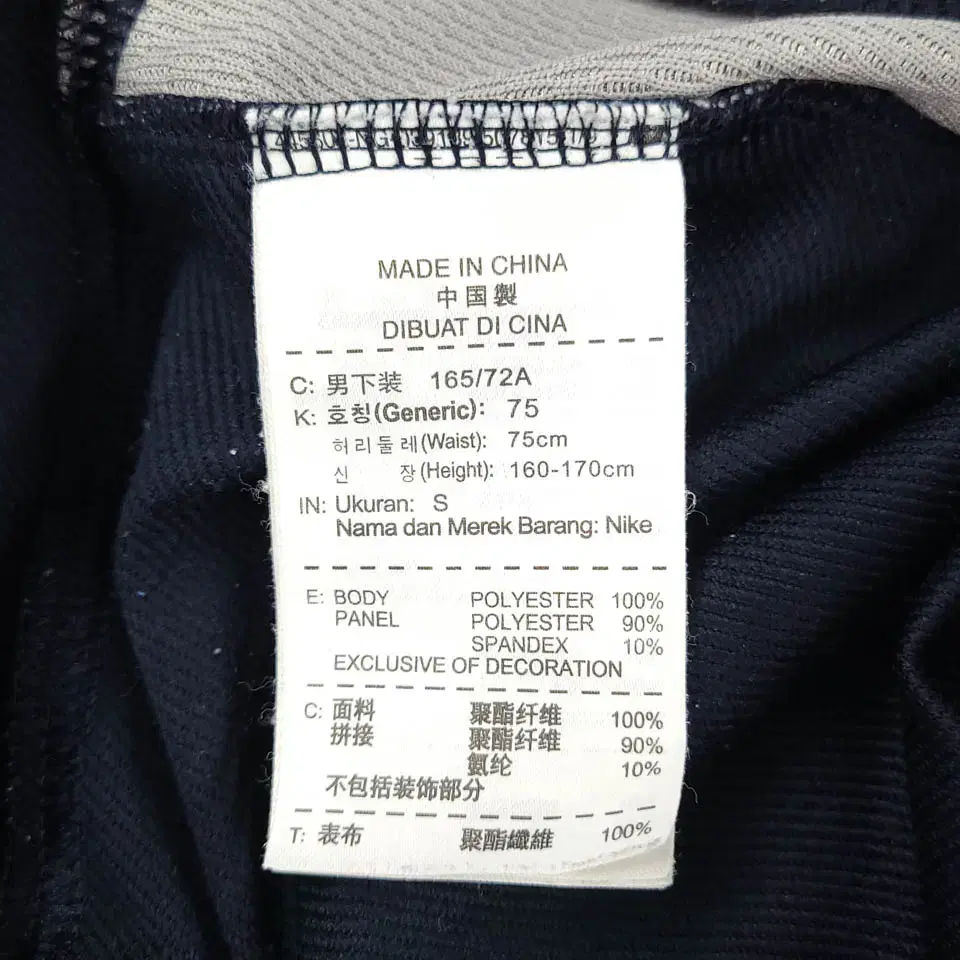 MADE IN CHINA
中国製
DIBUAT DI CINA
C: 男下装 165/72A
K: 호칭(Generic): 75
허리둘레(Waist): 75cm
신 장(Height): 160-170cm
IN: Ukuran: S
Nama dan Merek Barang: Nike
E: BODY POLYESTER 100%
PANEL POLYESTER 90%
SPANDEX 10%
EXCLUSIVE OF DECORATION
C: 面料 聚酯纤维 100%
拼接 聚酯纤维 90%
氨纶 10%
不包括装饰部分
T: 表布 聚酯纖維 100%